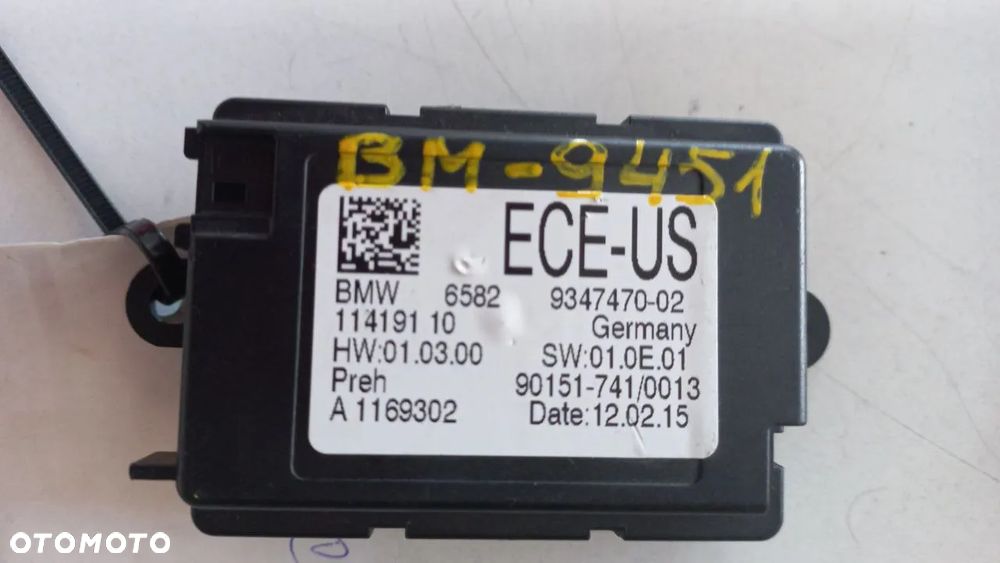 BM-9451
ECE-US
BMW 6582 9347470-02
114191 10 Germany
HW:01.03.00 SW:01.0E.01
Preh 90151-741/0013
A 1169302 Date:12.02.15
OTOMOTO